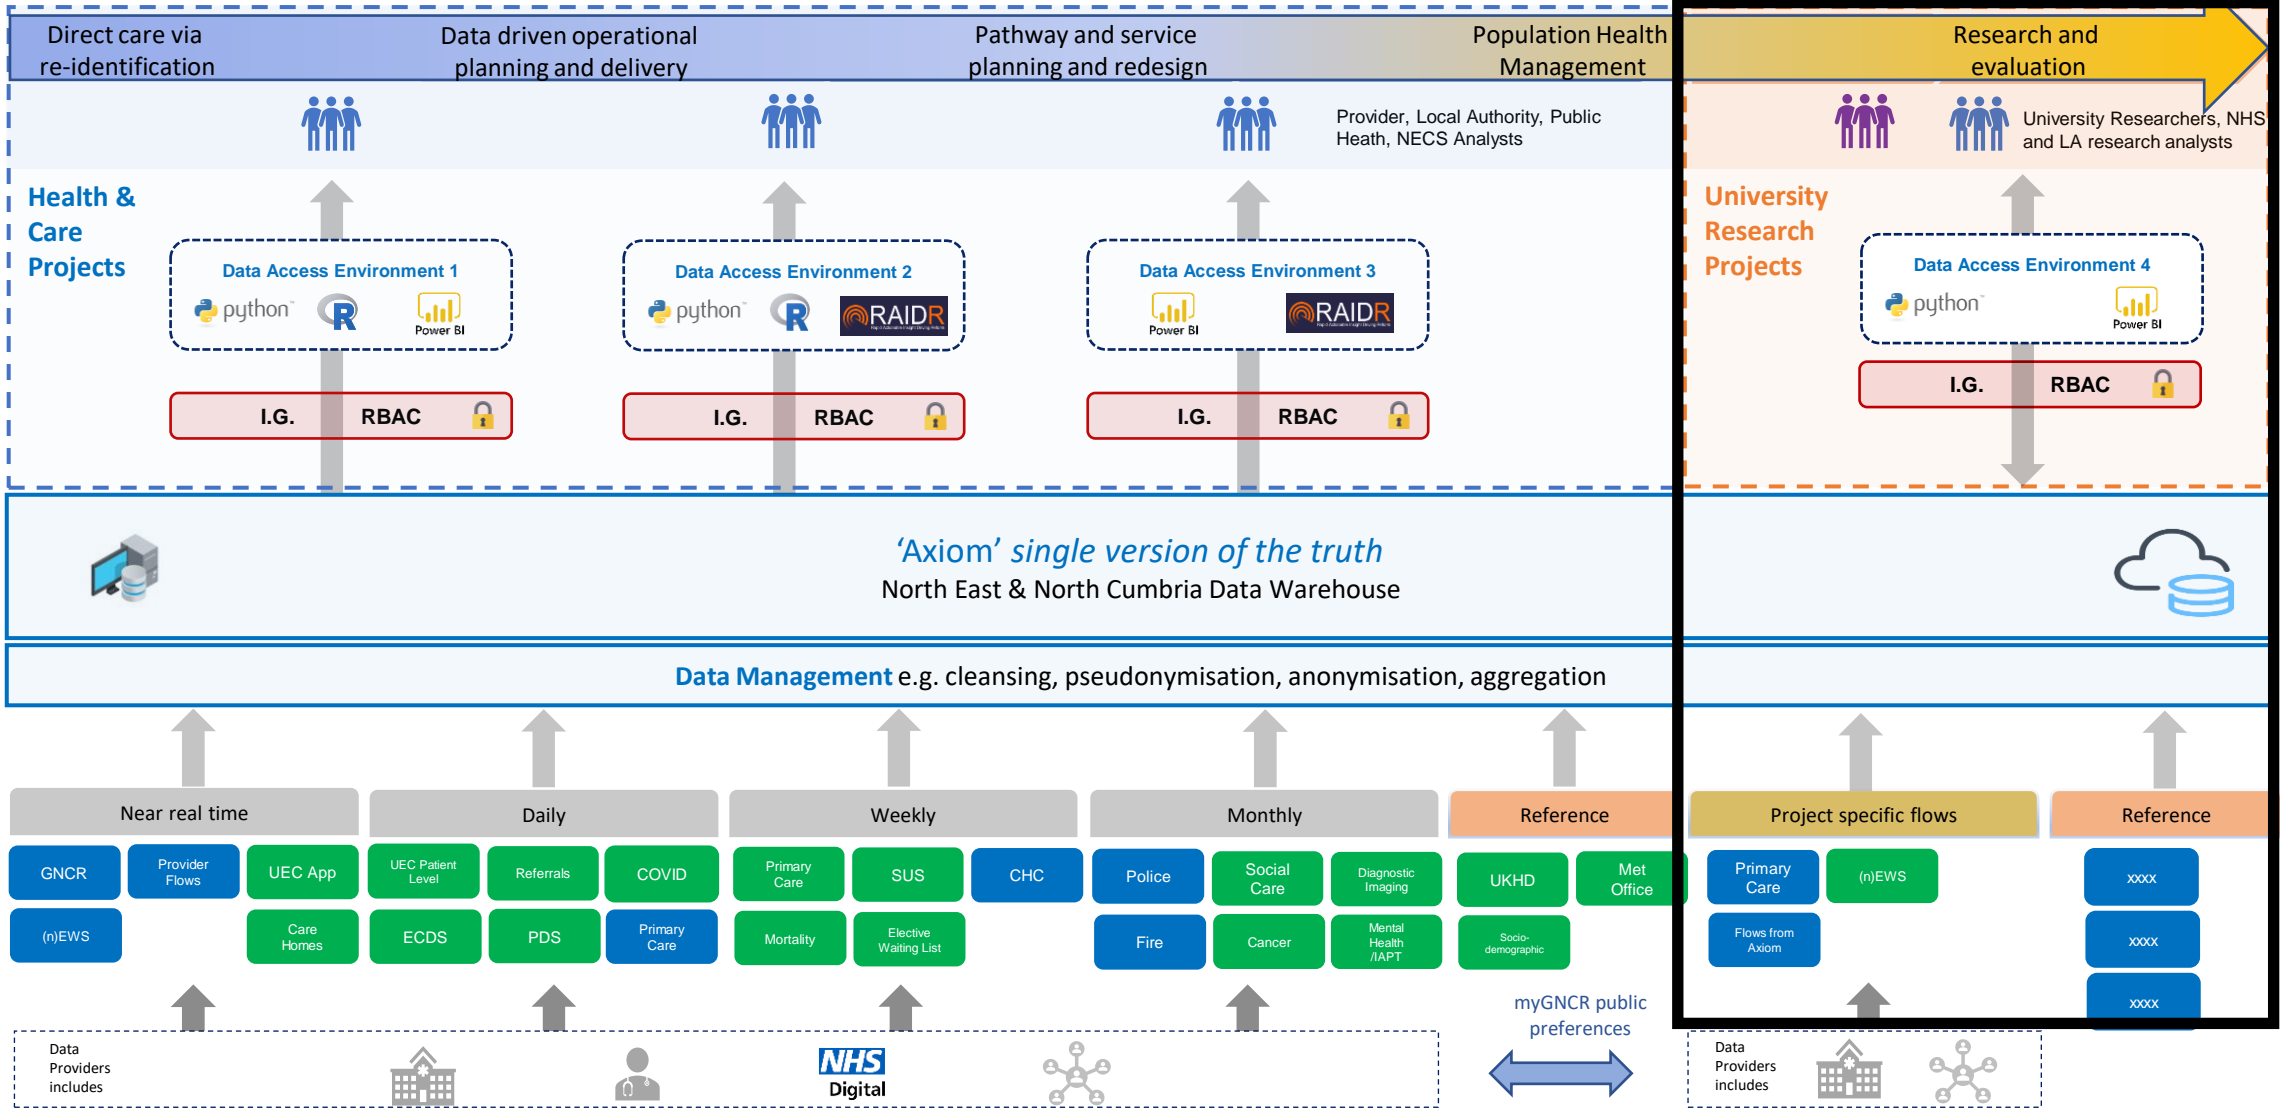 Direct care via
re-identification
Data driven operational
planning and delivery
Pathway and service
planning and redesign
Population Health
Management
Research and
evaluation
Provider, Local Authority, Public
Heath, NECS Analysts
University Researchers, NHS
and LA research analysts
Health &
Care
Projects
University
Research
Projects
Data Access Environment 1
python
R
Power BI
Data Access Environment 2
python
R
RAIDR
Data Access Environment 3
Power BI
RAIDR
Data Access Environment 4
python
Power BI
I.G. RBAC
I.G. RBAC
I.G. RBAC
I.G. RBAC
‘Axiom’ single version of the truth
North East & North Cumbria Data Warehouse
Data Management e.g. cleansing, pseudonymisation, anonymisation, aggregation
Near real time
Daily
Weekly
Monthly
Reference
Project specific flows
Reference
GNCR
Provider
Flows
UEC App
(n)EWS
Care
Homes
UEC Patient
Level
Referrals
COVID
ECDS
PDS
Primary
Care
Primary
Care
SUS
CHC
Mortality
Elective
Waiting List
Police
Social
Care
Diagnostic
Imaging
Fire
Cancer
Mental
Health
/IAPT
UKHD
Met
Office
Socio-
demographic
Primary
Care
(n)EWS
Flows from
Axiom
xxxx
xxxx
xxxx
myGNCR public
preferences
Data
Providers
includes
NHS
Digital
Data
Providers
includes